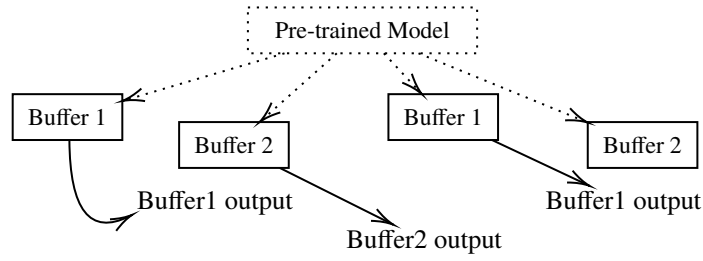 Pre-trained Model
Buffer 1
Buffer 1
Buffer 2
Buffer 2
Buffer1 output
Buffer1 output
Buffer2 output